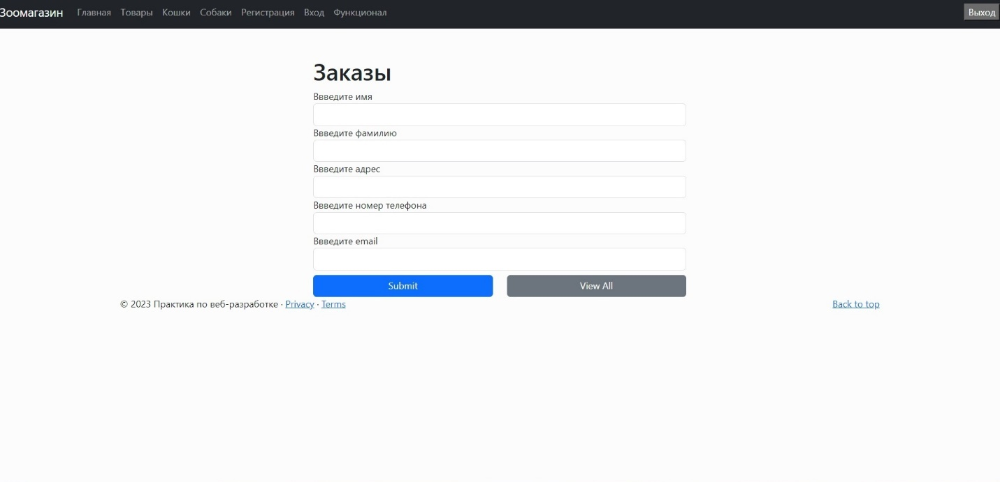 Зоомагазин Главная Товары Кошки Собаки Регистрация Вход Функционал Выход
Заказы
Ввведите имя
Ввведите фамилию
Ввведите адрес
Ввведите номер телефона
Ввведите email
Submit View All
© 2023 Практика по веб-разработке · Privacy · Terms Back to top